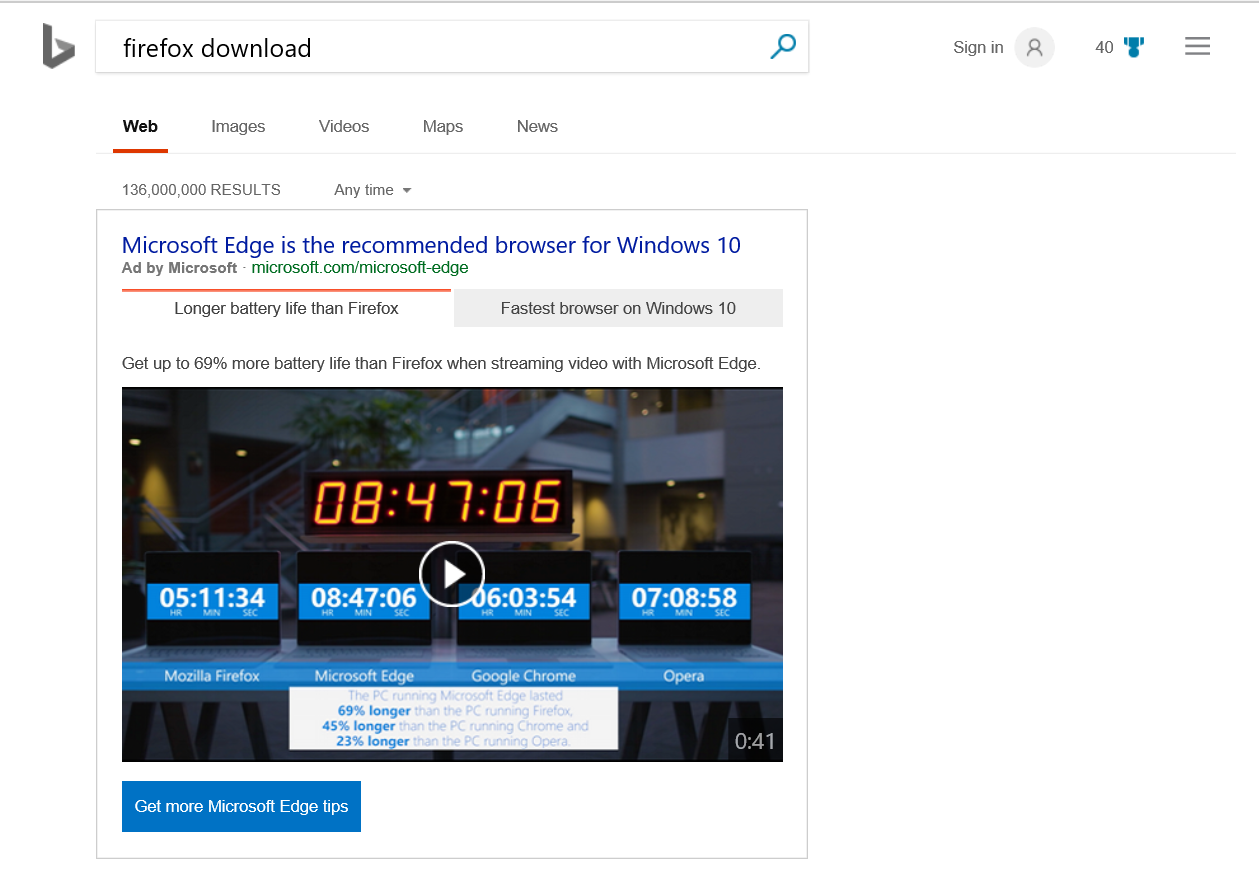 firefox download
Sign in 40
Web Images Videos Maps News
136,000,000 RESULTS Any time
Microsoft Edge is the recommended browser for Windows 10
Ad by Microsoft · microsoft.com/microsoft-edge
Longer battery life than Firefox Fastest browser on Windows 10
Get up to 69% more battery life than Firefox when streaming video with Microsoft Edge.
08:47:06
05:11:34 08:47:06 06:03:54 07:08:58
HR MIN SEC HR MIN SEC HR MIN SEC HR MIN SEC
Mozilla Firefox Microsoft Edge Google Chrome Opera
The PC running Microsoft Edge lasted
69% longer than the PC running Firefox,
45% longer than the PC running Chrome and
23% longer than the PC running Opera.
0:41
Get more Microsoft Edge tips